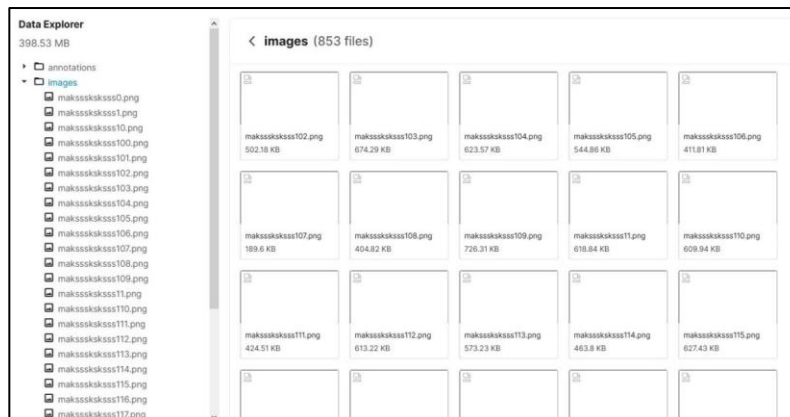 Data Explorer
398.53 MB
annotations
images
maksssksksss0.png
maksssksksss1.png
maksssksksss10.png
maksssksksss100.png
maksssksksss101.png
maksssksksss102.png
maksssksksss103.png
maksssksksss104.png
maksssksksss105.png
maksssksksss106.png
maksssksksss107.png
maksssksksss108.png
maksssksksss109.png
maksssksksss11.png
maksssksksss110.png
maksssksksss111.png
maksssksksss112.png
maksssksksss113.png
maksssksksss114.png
maksssksksss115.png
maksssksksss116.png
maksssksksss117.png
< images (853 files)
maksssksksss102.png maksssksksss103.png maksssksksss104.png maksssksksss105.png maksssksksss106.png
502.18 KB 674.29 KB 623.57 KB 544.86 KB 411.81 KB
maksssksksss107.png maksssksksss108.png maksssksksss109.png maksssksksss11.png maksssksksss110.png
189.6 KB 404.82 KB 726.31 KB 618.84 KB 609.94 KB
maksssksksss111.png maksssksksss112.png maksssksksss113.png maksssksksss114.png maksssksksss115.png
424.51 KB 613.22 KB 573.23 KB 463.8 KB 627.43 KB